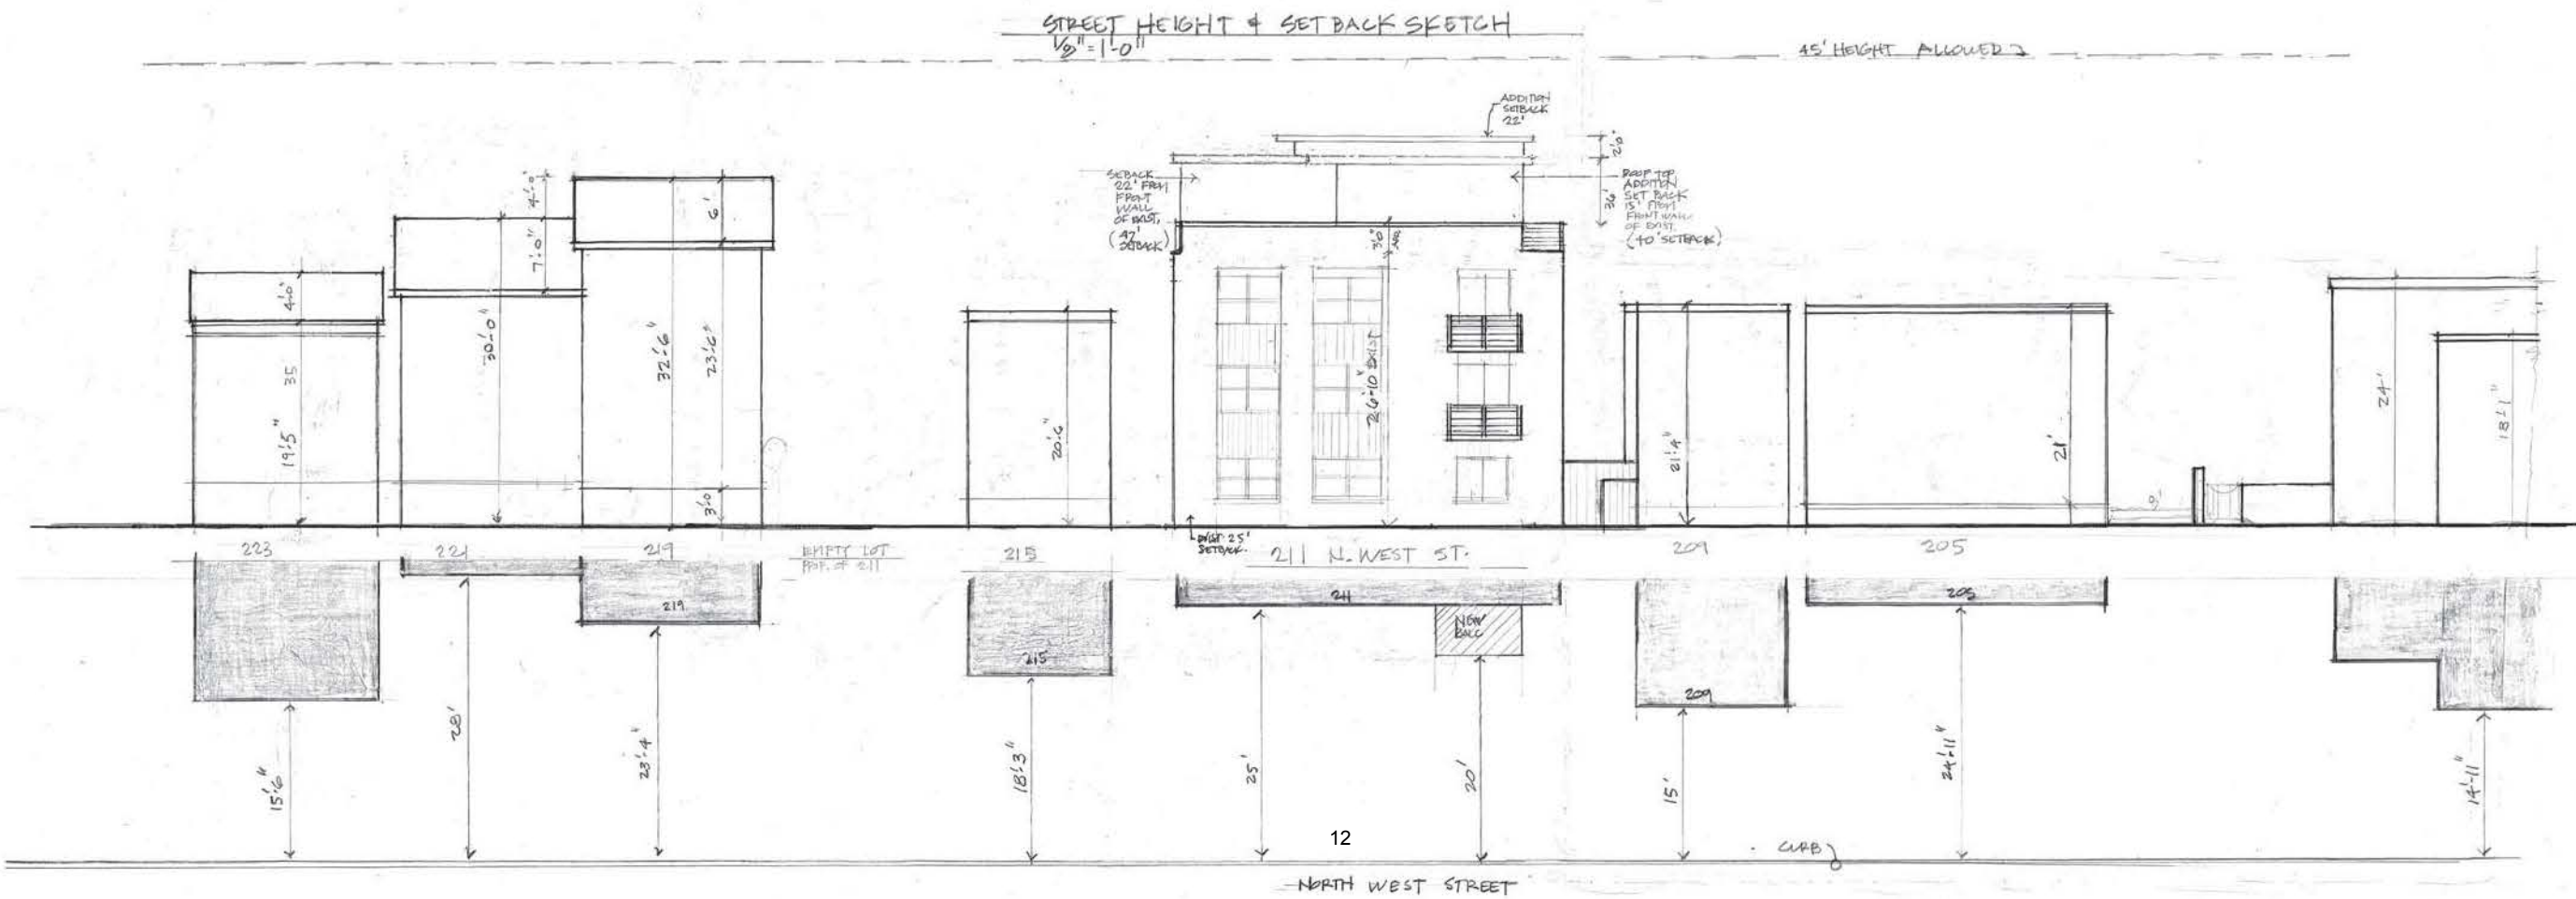 STREET HEIGHT & SETBACK SKETCH
1/8" = 1'-0"
45' HEIGHT ALLOWED
ADDITION
SETBACK
22'
SEBACK
22' FROM
FRONT
WALL
OF EXIST.
(47'
SETBACK)
ROOF TOP
ADDITION
SET BACK
15' FROM
FRONT WALL
OF EXIST.
(40' SETBACK)
4'-0"
7'-0"
30'-0"
6'
32'-6"
23'-6"
3'-0
4'-0"
35
19'-5"
20'-6"
3'-0"
26'-10" EXIST
21'-4"
21'
9'
24'
18'-1"
223
221
219
EMPTY LOT
PROP. OF 211
215
EXIST. 25'
SETBACK.
211 N. WEST ST.
209
205
219
215
211
NEW
BALC
209
205
15'-6"
28'
23'-4"
18'-3"
25'
20'
15'
24'-11"
14'-11"
12
CURB
NORTH WEST STREET